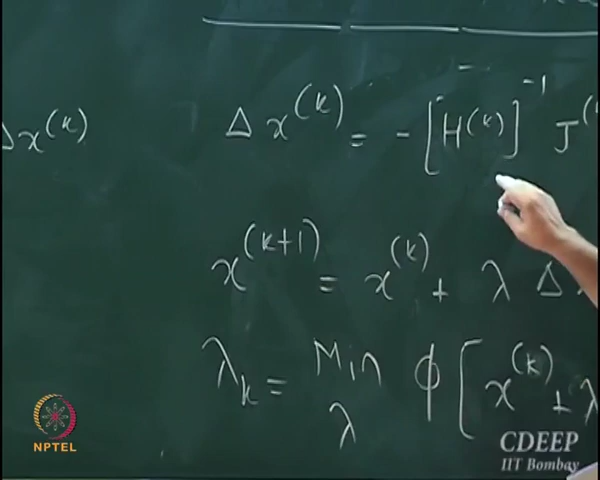 Δx^(k)
Δx^(k) = -[H^(k)]^-1 J^(
x^(k+1) = x^(k) + λ Δ
λ_k = Min φ[x^(k) + λ
λ
NPTEL
CDEEP
IIT Bombay